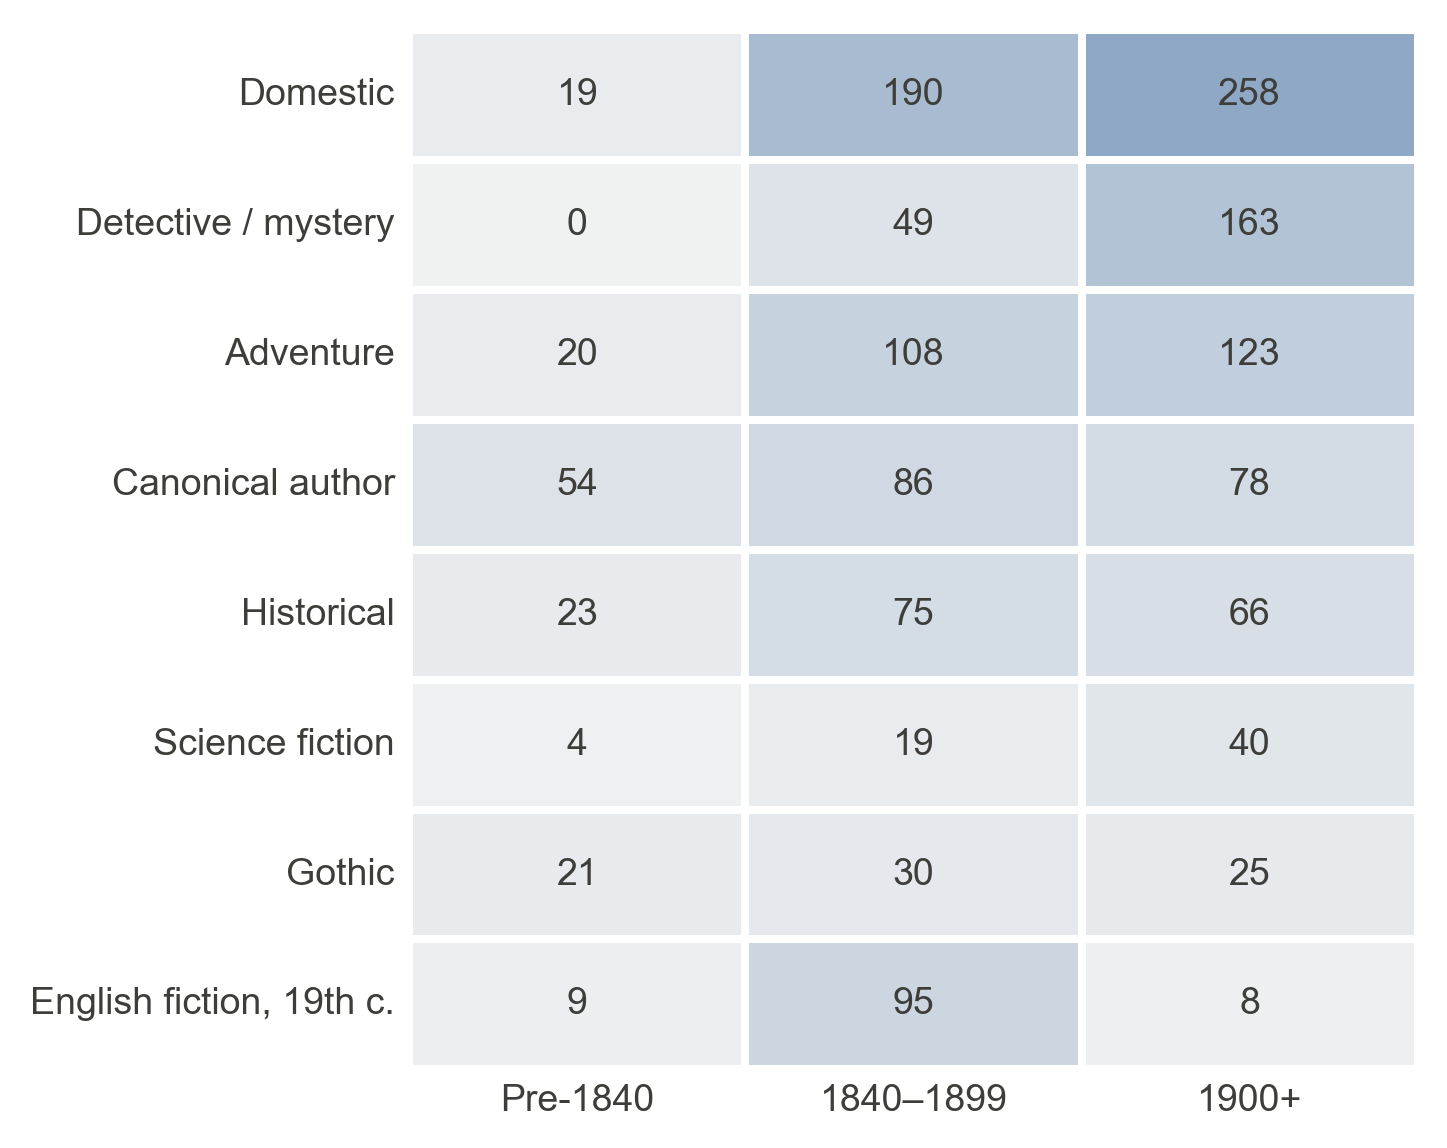 Domestic 19 190 258
Detective / mystery 0 49 163
Adventure 20 108 123
Canonical author 54 86 78
Historical 23 75 66
Science fiction 4 19 40
Gothic 21 30 25
English fiction, 19th c. 9 95 8
Pre-1840 1840–1899 1900+